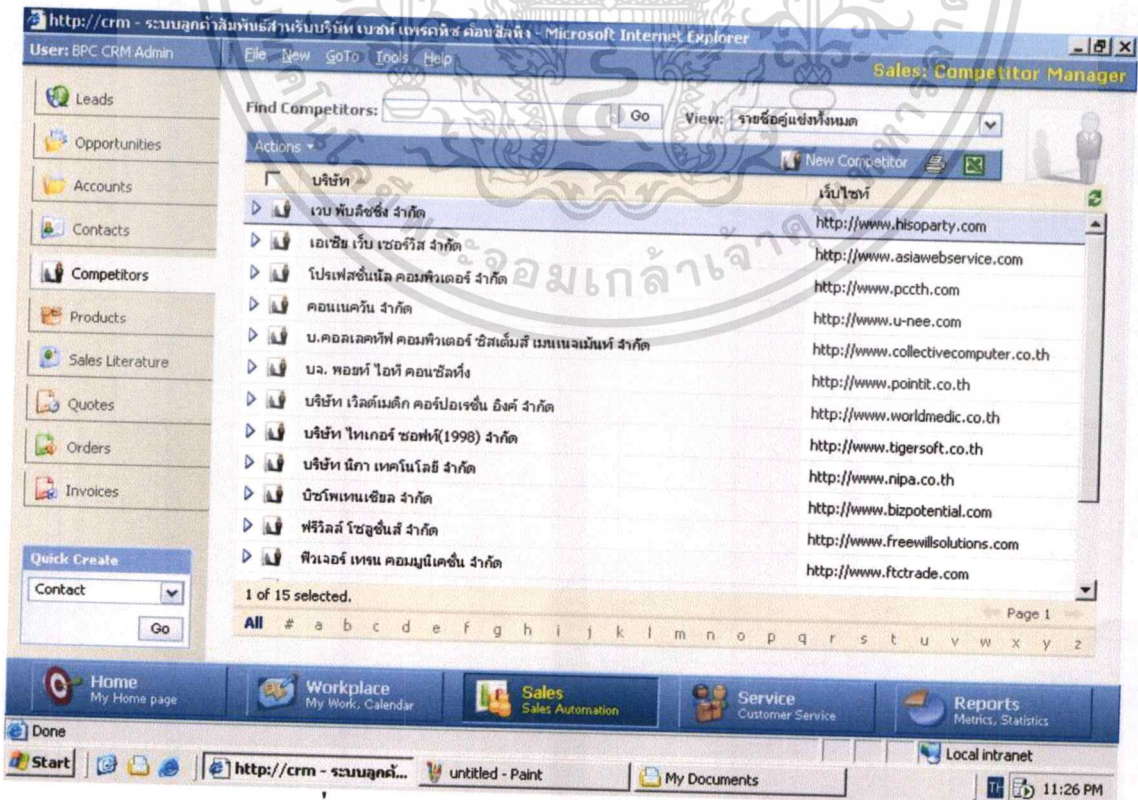 http://crm - ระบบลูกค้าสัมพันธ์สำหรับบริษัท เบซท์ แพรคทิช คอนซัลทิง - Microsoft Internet Explorer
User: BPC CRM Admin
File New GoTo Tools Help
Sales: Competitor Manager
Leads
Opportunities
Accounts
Contacts
Competitors
Products
Sales Literature
Quotes
Orders
Invoices
Find Competitors: Go View: รายชื่อคู่แข่งทั้งหมด
Actions New Competitor
บริษัท เว็บไซท์
เวบ พับลิชชิ่ง จำกัด http://www.hisoparty.com
เอเซีย เว็บ เซอร์วิส จำกัด http://www.asiawebservice.com
โปรเฟสชั่นนัล คอมพิวเตอร์ จำกัด http://www.pccth.com
คอนเนควัน จำกัด http://www.u-nee.com
บ.คอลเลคทีฟ คอมพิวเตอร์ ซิสเต็มส์ เมนเนจเม้นท์ จำกัด http://www.collectivecomputer.co.th
บจ. พอยท์ ไอที คอนซัลทิ่ง http://www.pointit.co.th
บริษัท เวิลด์เมดิก คอร์ปอเรชั่น อิงค์ จำกัด http://www.worldmedic.co.th
บริษัท ไทเกอร์ ซอฟท์(1998) จำกัด http://www.tigersoft.co.th
บริษัท นิภา เทคโนโลยี จำกัด http://www.nipa.co.th
บิซโพเทนเชียล จำกัด http://www.bizpotential.com
ฟรีวิลล์ โซลูชั่นส์ จำกัด http://www.freewillsolutions.com
ฟิวเจอร์ เทรน คอมมูนิเคชั่น จำกัด http://www.ftctrade.com
1 of 15 selected.
Page 1
All # a b c d e f g h i j k l m n o p q r s t u v w x y z
Quick Create
Contact
Go
Home
My Home page
Workplace
My Work, Calendar
Sales
Sales Automation
Service
Customer Service
Reports
Metrics, Statistics
Done
Local intranet
Start http://crm - ระบบลูกค้... untitled - Paint My Documents TH 11:26 PM
พระจอมเกล้าเจ้าคุณทหาร